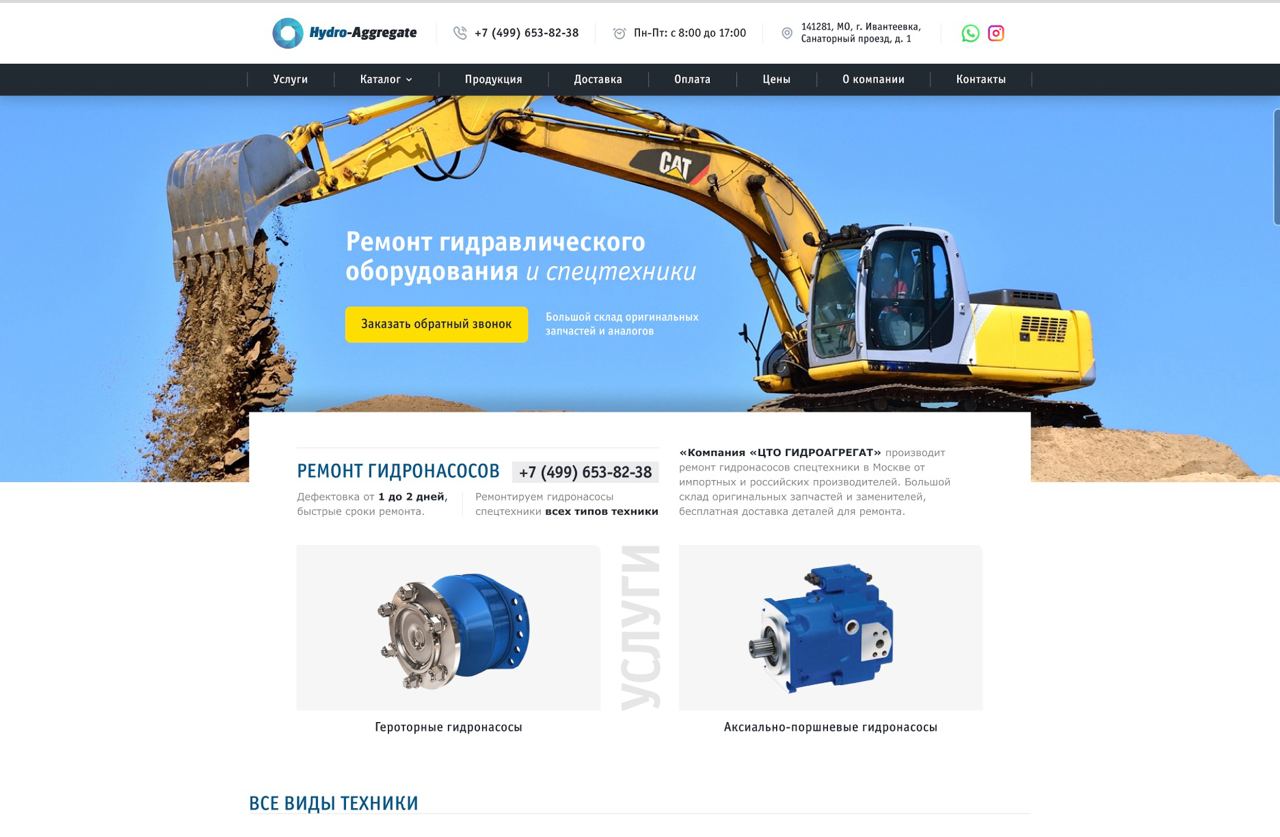 Hydro-Aggregate
+7 (499) 653-82-38
Пн-Пт: с 8:00 до 17:00
141281, МО, г. Ивантеевка,
Санаторный проезд, д. 1
Услуги
Каталог
Продукция
Доставка
Оплата
Цены
О компании
Контакты
CAT
Ремонт гидравлического
оборудования и спецтехники
Заказать обратный звонок
Большой склад оригинальных
запчастей и аналогов
РЕМОНТ ГИДРОНАСОСОВ
+7 (499) 653-82-38
Дефектовка от 1 до 2 дней,
быстрые сроки ремонта.
Ремонтируем гидронасосы
спецтехники всех типов техники
«Компания «ЦТО ГИДРОАГРЕГАТ» производит
ремонт гидронасосов спецтехники в Москве от
импортных и российских производителей. Большой
склад оригинальных запчастей и заменителей,
бесплатная доставка деталей для ремонта.
УСЛУГИ
Героторные гидронасосы
Аксиально-поршневые гидронасосы
ВСЕ ВИДЫ ТЕХНИКИ